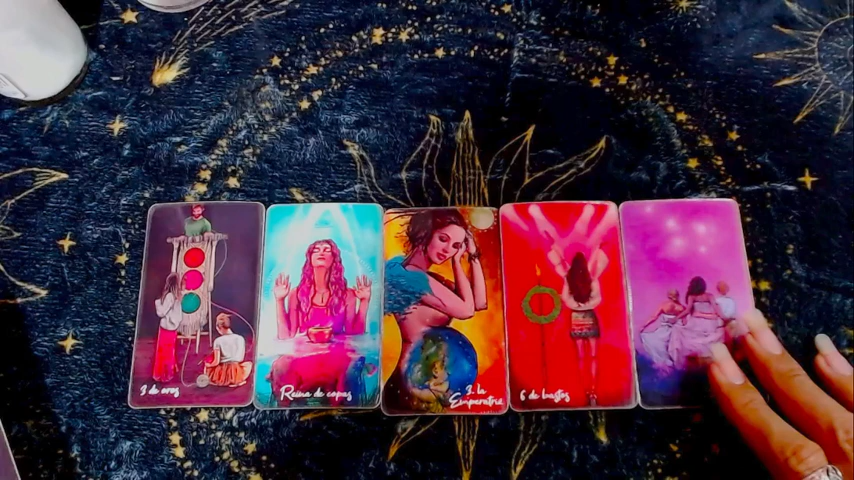 3 de oros
Reina de copas
3. la
Emperatriz
6 de bastos